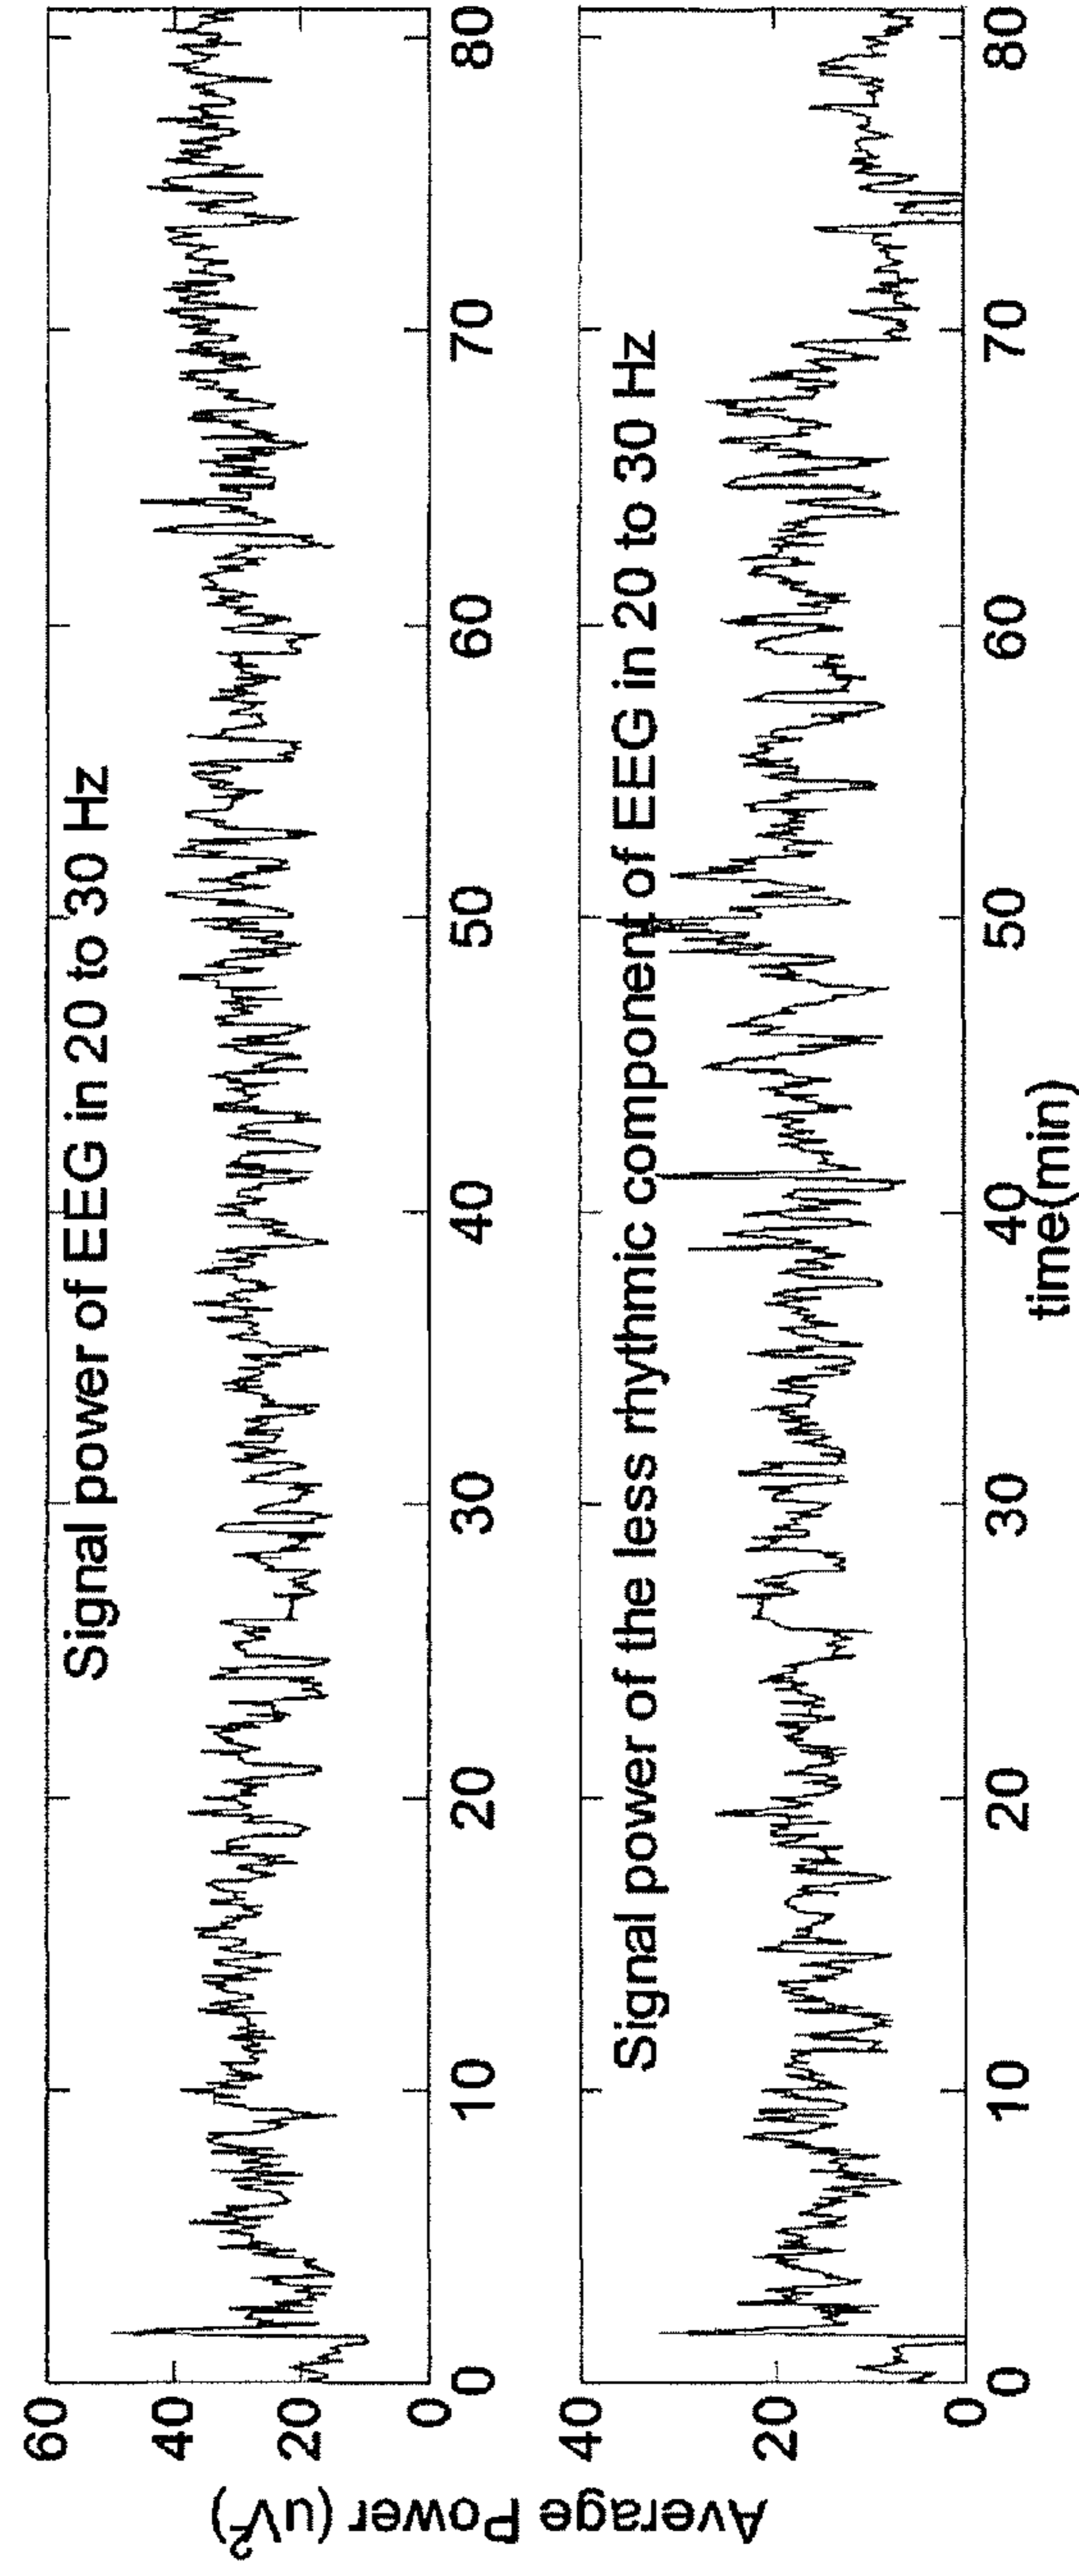 Signal power of EEG in 20 to 30 Hz
60
40
20
0
0 10 20 30 40 50 60 70 80
Average Power (uV²)
Signal power of the less rhythmic component of EEG in 20 to 30 Hz
40
20
0
0 10 20 30 40 50 60 70 80
time(min)